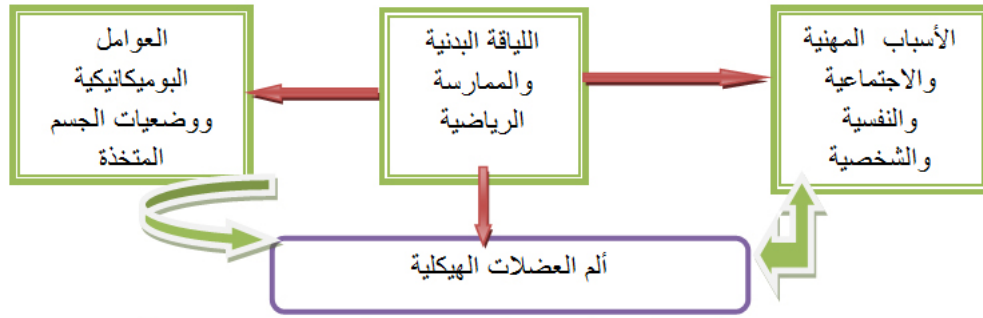 الأسباب المهنية
والاجتماعية
والنفسية
والشخصية
اللياقة البدنية
والممارسة
الرياضية
العوامل
البوميكانيكية
ووضعيات الجسم
المتخذة
ألم العضلات الهيكلية